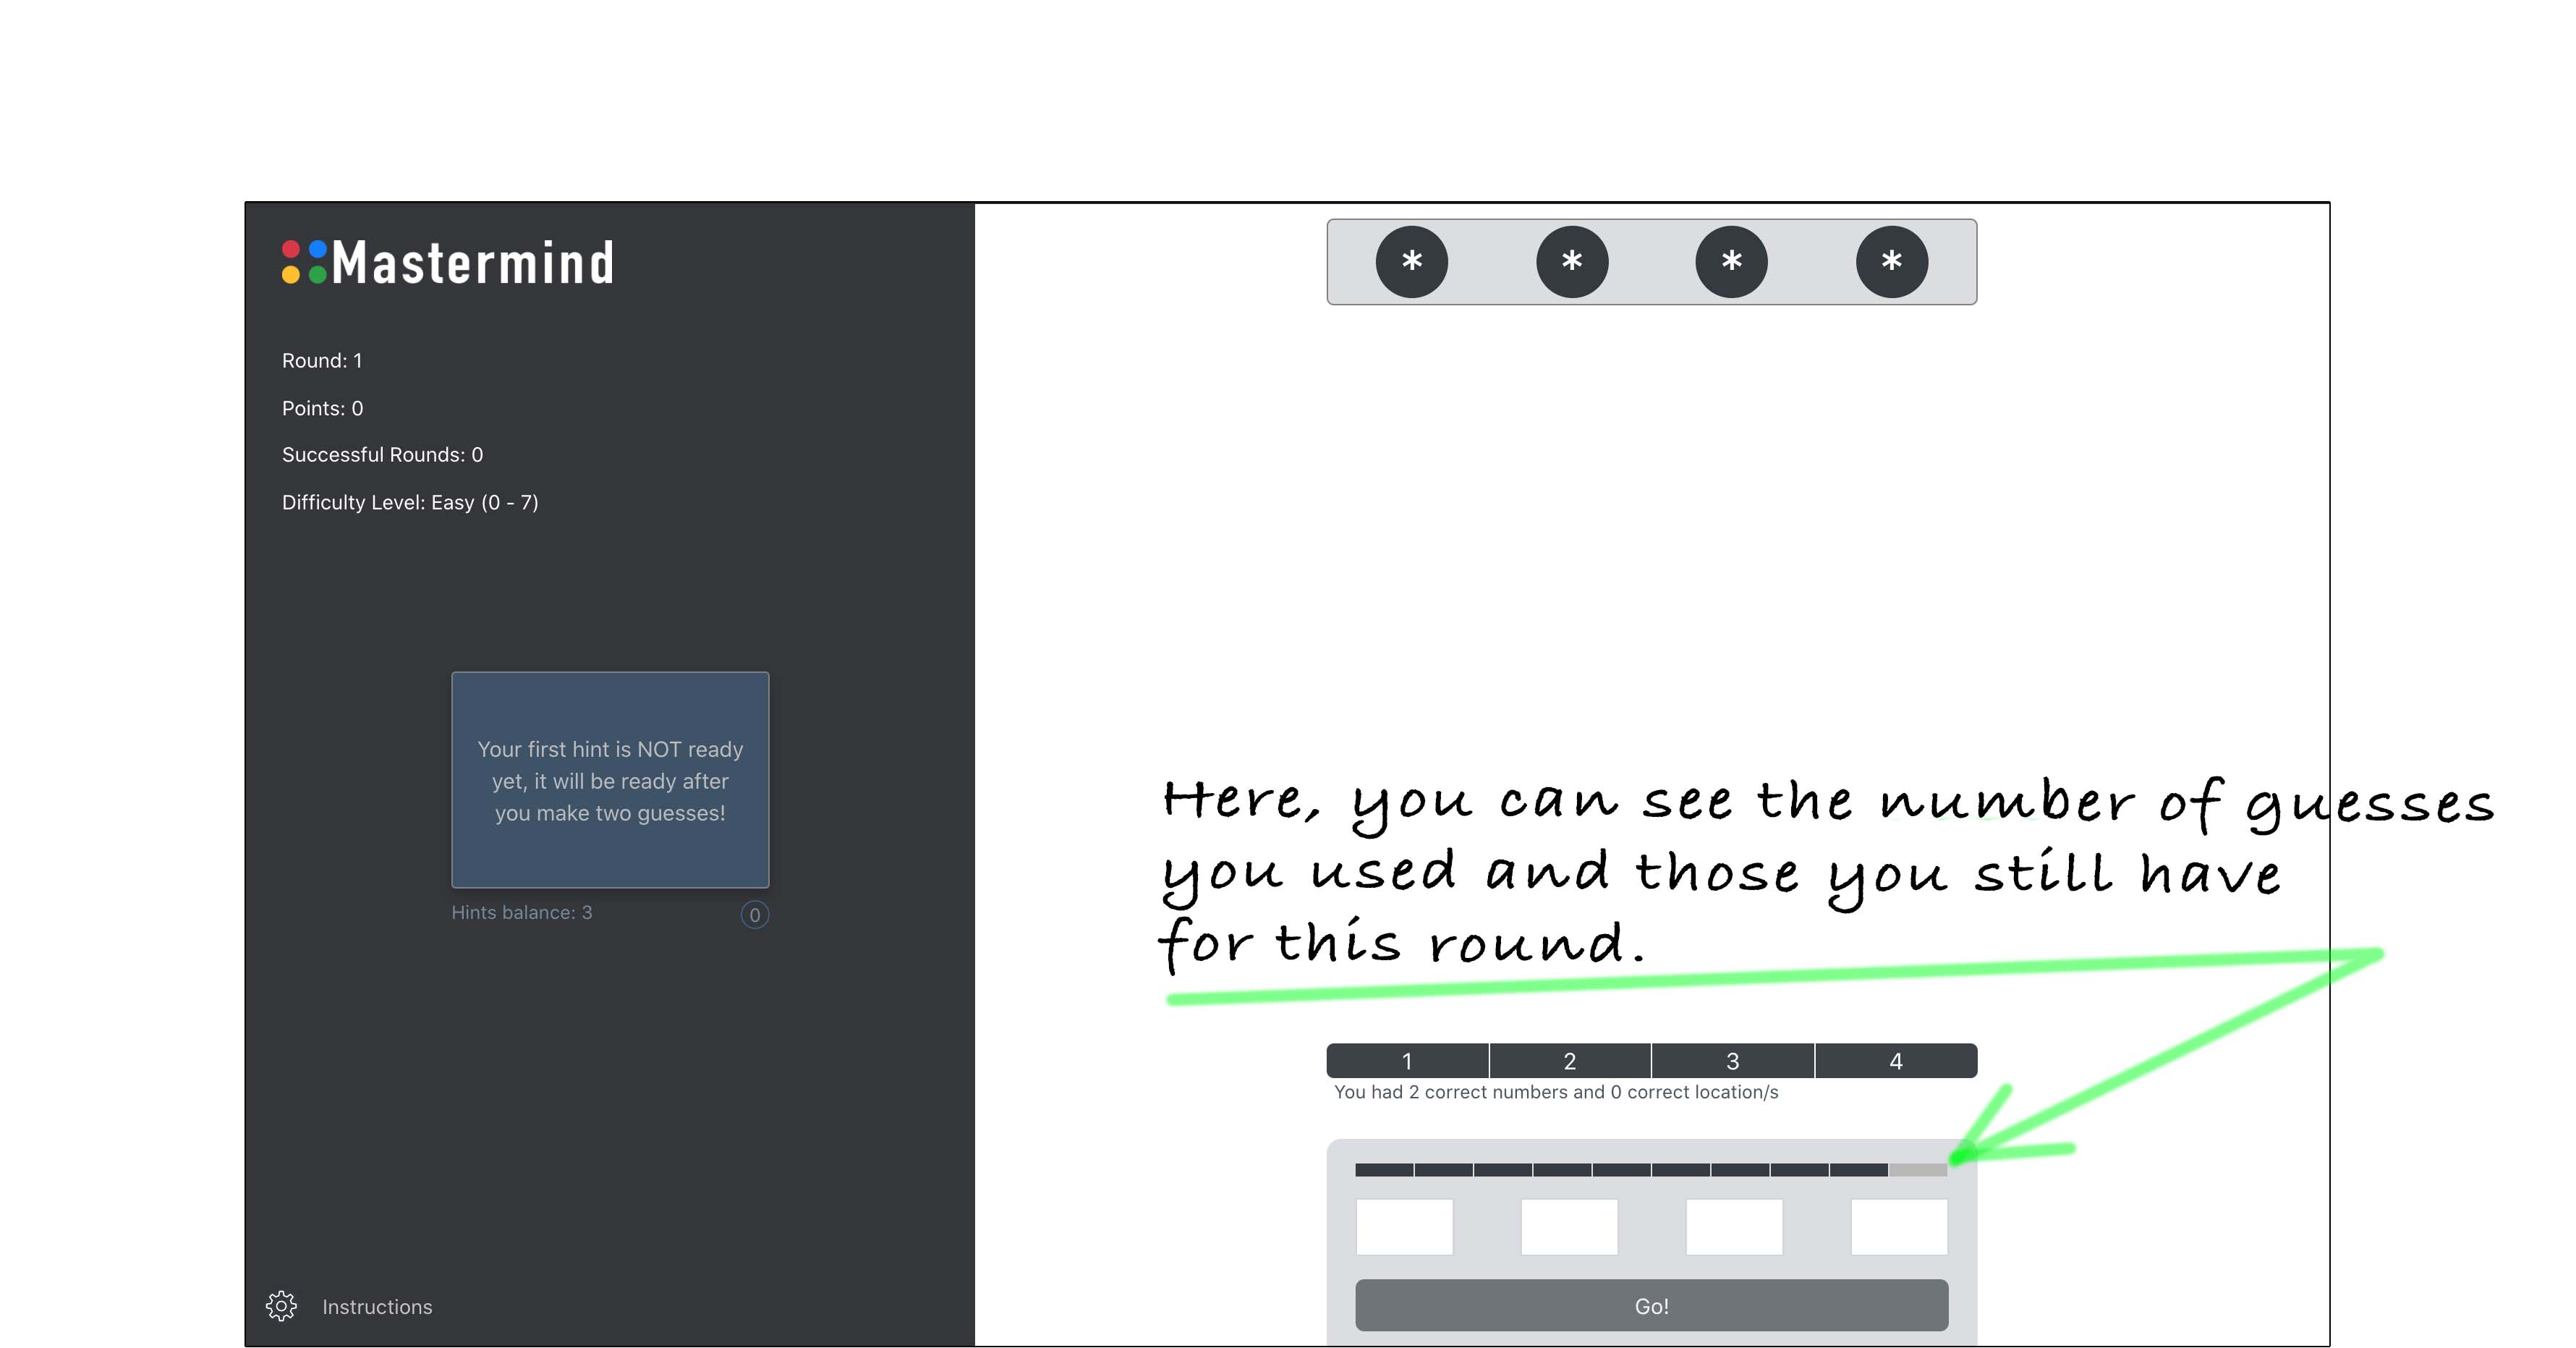 Mastermind
* * * *
Round: 1
Points: 0
Successful Rounds: 0
Difficulty Level: Easy (0 - 7)
Your first hint is NOT ready
yet, it will be ready after
you make two guesses!
Hints balance: 3
0
Here, you can see the number of guesses
you used and those you still have
for this round.
1 2 3 4
You had 2 correct numbers and 0 correct location/s
Go!
Instructions